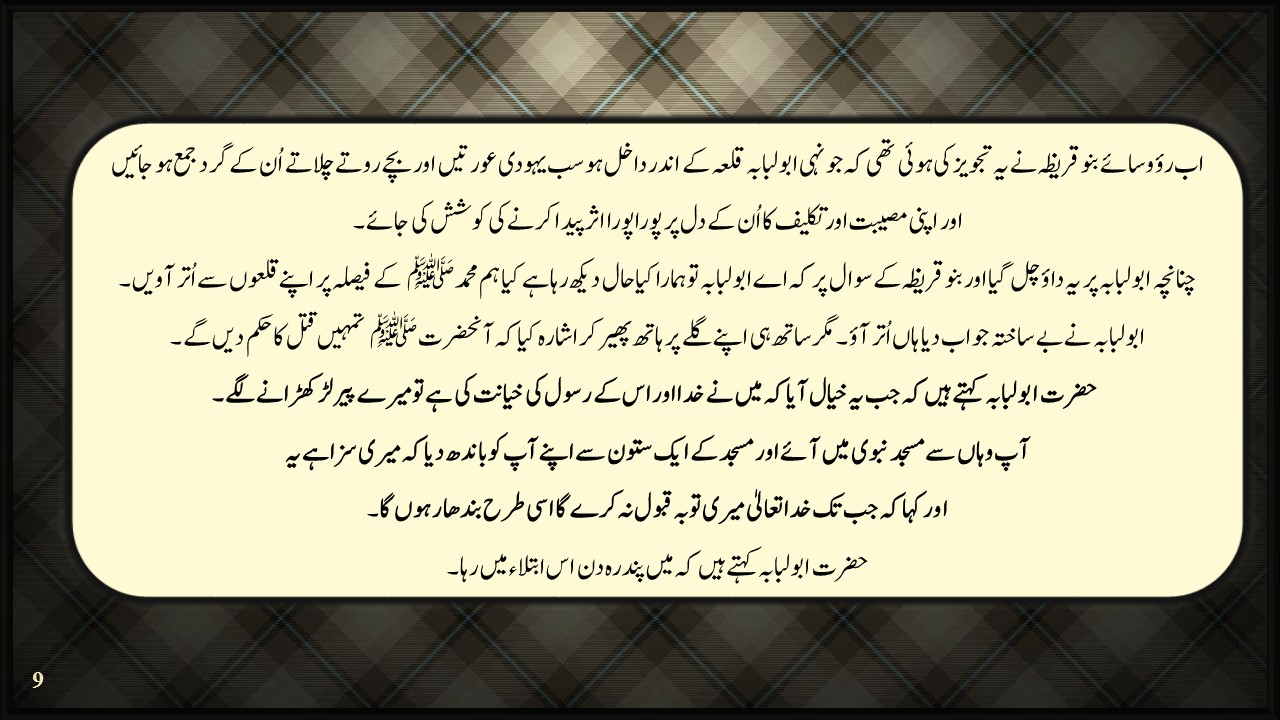 اب رؤوسائے بنو قریظہ نے یہ تجویز کی ہوئی تھی کہ جونہی ابولبابہ قلعہ کے اندر داخل ہو سب یہودی عورتیں اور بچے روتے چلاتے اُن کے گرد جمع ہو جائیں
اور اپنی مصیبت اور تکلیف کا اُن کے دل پر پورا پورا اثر پیدا کرنے کی کوشش کی جائے۔
چنانچہ ابولبابہ پر یہ داؤ چل گیا اور بنو قریظہ کے سوال پر کہ اے ابولبابہ تو ہمارا کیا حال دیکھ رہا ہے کیا ہم محمد ﷺ کے فیصلہ پر اپنے قلعوں سے اُتر آویں۔
ابولبابہ نے بے ساختہ جواب دیا ہاں اُتر آؤ۔ مگر ساتھ ہی اپنے گلے پر ہاتھ پھیر کر اشارہ کیا کہ آنحضرت ﷺ تمہیں قتل کا حکم دیں گے۔
حضرت ابولبابہ کہتے ہیں کہ جب یہ خیال آیا کہ میں نے خدا اور اس کے رسول کی خیانت کی ہے تو میرے پیر لڑکھڑانے لگے۔
آپ وہاں سے مسجد نبوی میں آئے اور مسجد کے ایک ستون سے اپنے آپ کو باندھ دیا کہ میری سزا ہے یہ
اور کہا کہ جب تک خدا تعالیٰ میری توبہ قبول نہ کرے گا اسی طرح بندھا رہوں گا۔
حضرت ابولبابہ کہتے ہیں کہ میں پندرہ دن اس ابتلاء میں رہا۔
9